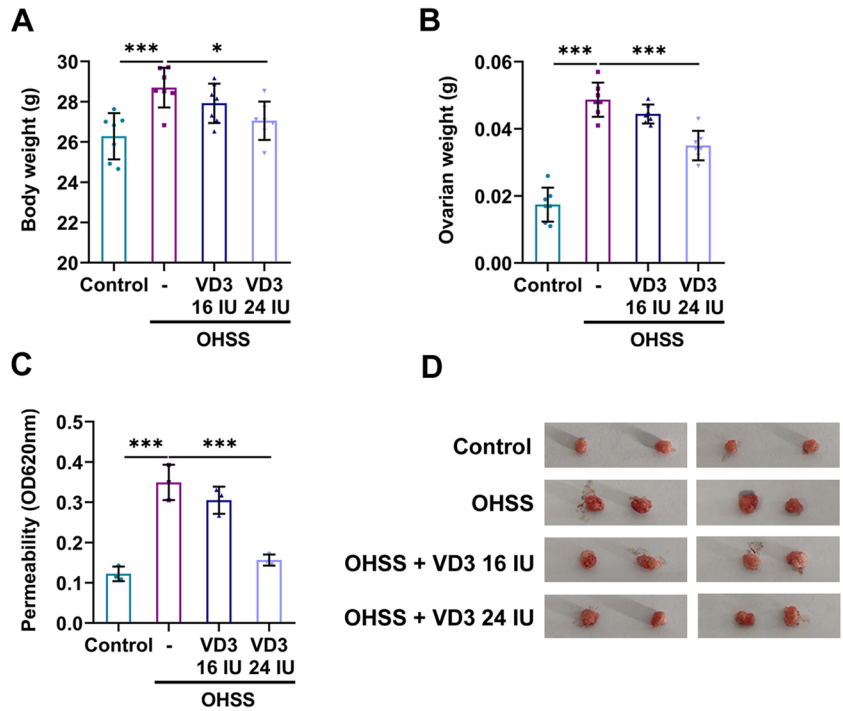 A
*** *
Body weight (g)
30
28
26
24
22
20
Control - VD3 VD3
16 IU 24 IU
OHSS
B
*** ***
Ovarian weight (g)
0.06
0.04
0.02
0.00
Control - VD3 VD3
16 IU 24 IU
OHSS
C
*** ***
Permeability (OD620nm)
0.5
0.4
0.3
0.2
0.1
0.0
Control - VD3 VD3
16 IU 24 IU
OHSS
D
Control
OHSS
OHSS + VD3 16 IU
OHSS + VD3 24 IU